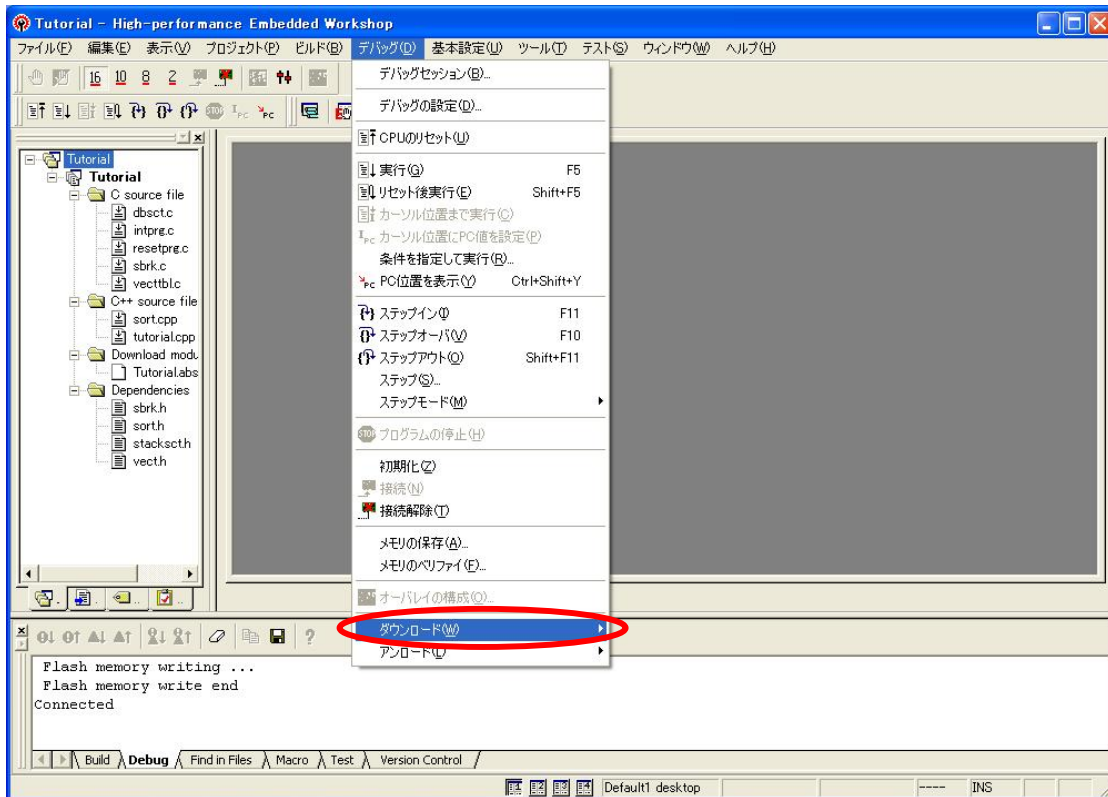 Tutorial - High-performance Embedded Workshop
ファイル(F) 編集(E) 表示(V) プロジェクト(P) ビルド(B) デバッグ(D) 基本設定(U) ツール(T) テスト(S) ウィンドウ(W) ヘルプ(H)
16 10 8 2
STOP IPC PC
デバッグセッション(B)...
デバッグの設定(D)...
CPUのリセット(U)
実行(G) F5
リセット後実行(E) Shift+F5
カーソル位置まで実行(C)
IPC カーソル位置にPC値を設定(P)
条件を指定して実行(R)...
PC PC位置を表示(Y) Ctrl+Shift+Y
ステップイン(I) F11
ステップオーバ(V) F10
ステップアウト(O) Shift+F11
ステップ(S)...
ステップモード(M)
STOP プログラムの停止(H)
初期化(Z)
接続(N)
接続解除(T)
メモリの保存(A)...
メモリのベリファイ(F)...
オーバレイの構成(O)...
ダウンロード(W)
アンロード(L)
Tutorial
Tutorial
C source file
dbsct.c
intprg.c
resetprg.c
sbrk.c
vecttbl.c
C++ source file
sort.cpp
tutorial.cpp
Download modu
Tutorial.abs
Dependencies
sbrk.h
sort.h
stacksct.h
vect.h
Flash memory writing ...
Flash memory write end
Connected
Build Debug Find in Files Macro Test Version Control
Default1 desktop ---- INS